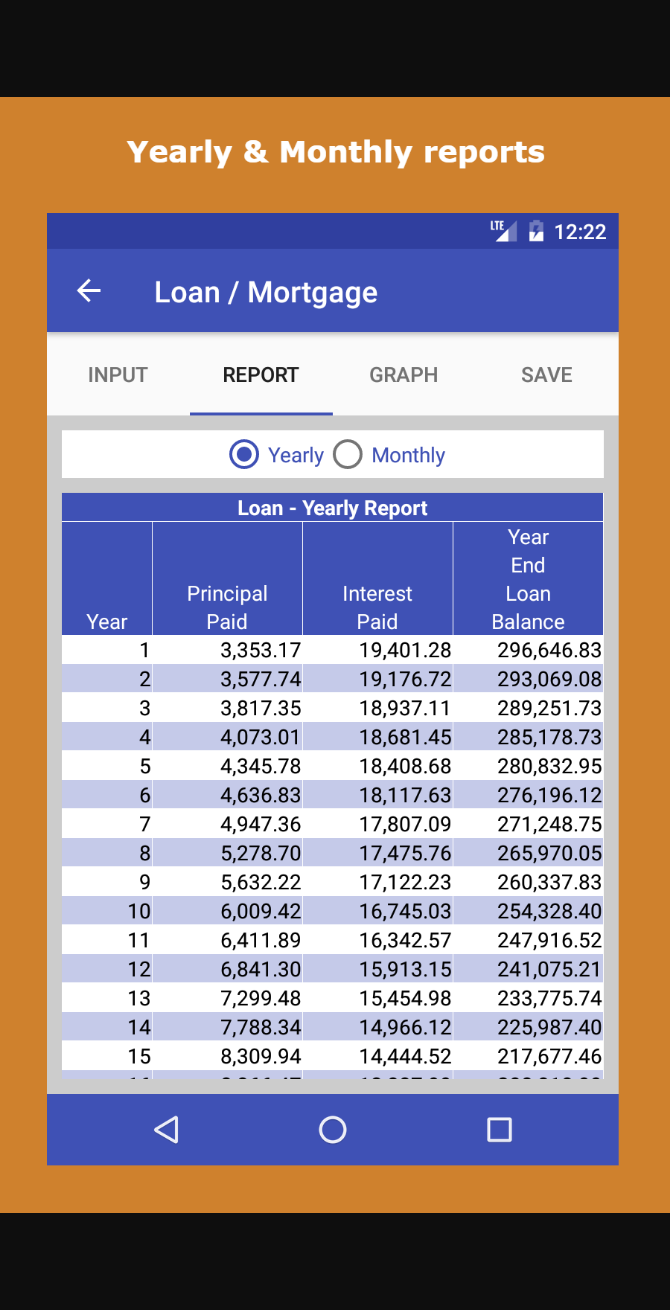 Yearly & Monthly reports
LTE 12:22
Loan / Mortgage
INPUT REPORT GRAPH SAVE
Yearly Monthly
Loan - Yearly Report
Year
End
Principal Interest Loan
Year Paid Paid Balance
1 3,353.17 19,401.28 296,646.83
2 3,577.74 19,176.72 293,069.08
3 3,817.35 18,937.11 289,251.73
4 4,073.01 18,681.45 285,178.73
5 4,345.78 18,408.68 280,832.95
6 4,636.83 18,117.63 276,196.12
7 4,947.36 17,807.09 271,248.75
8 5,278.70 17,475.76 265,970.05
9 5,632.22 17,122.23 260,337.83
10 6,009.42 16,745.03 254,328.40
11 6,411.89 16,342.57 247,916.52
12 6,841.30 15,913.15 241,075.21
13 7,299.48 15,454.98 233,775.74
14 7,788.34 14,966.12 225,987.40
15 8,309.94 14,444.52 217,677.46